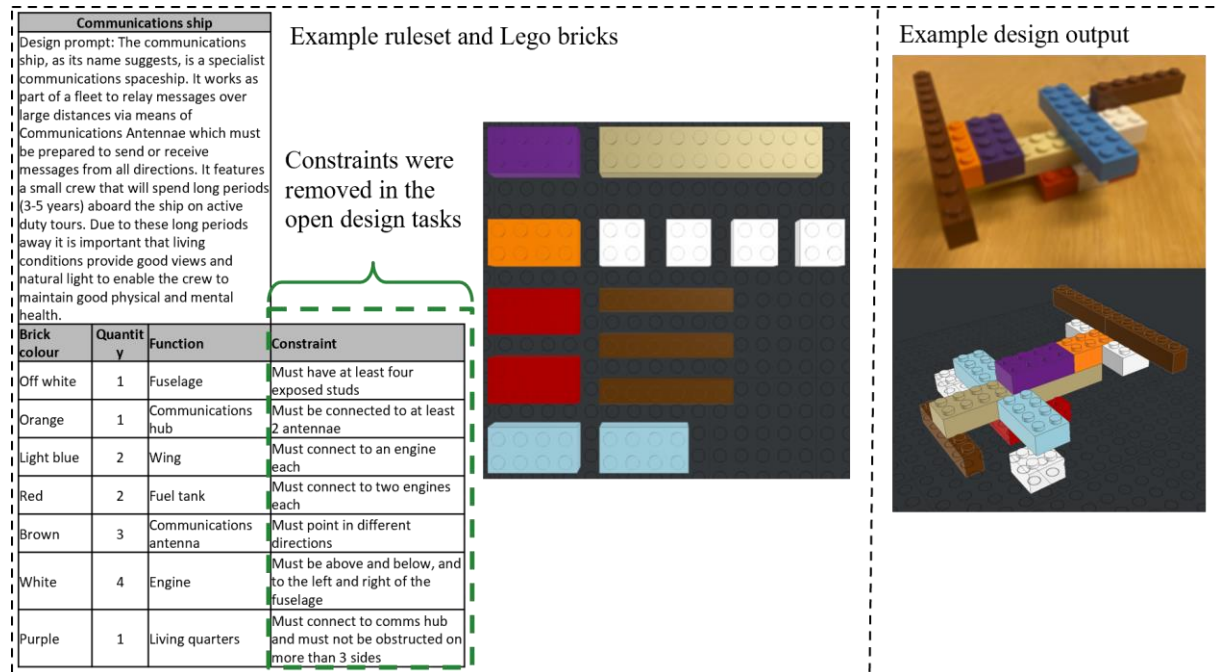 Communications ship
Design prompt: The communications
ship, as its name suggests, is a specialist
communications spaceship. It works as
part of a fleet to relay messages over
large distances via means of
Communications Antennae which must
be prepared to send or receive
messages from all directions. It features
a small crew that will spend long periods
(3-5 years) aboard the ship on active
duty tours. Due to these long periods
away it is important that living
conditions provide good views and
natural light to enable the crew to
maintain good physical and mental
health.
Brick
colour
Quantit
y
Function
Constraint
Off white
1
Fuselage
Must have at least four
exposed studs
Orange
1
Communications
hub
Must be connected to at least
2 antennae
Light blue
2
Wing
Must connect to an engine
each
Red
2
Fuel tank
Must connect to two engines
each
Brown
3
Communications
antenna
Must point in different
directions
White
4
Engine
Must be above and below, and
to the left and right of the
fuselage
Purple
1
Living quarters
Must connect to comms hub
and must not be obstructed on
more than 3 sides
Example ruleset and Lego bricks
Constraints were
removed in the
open design tasks
Example design output